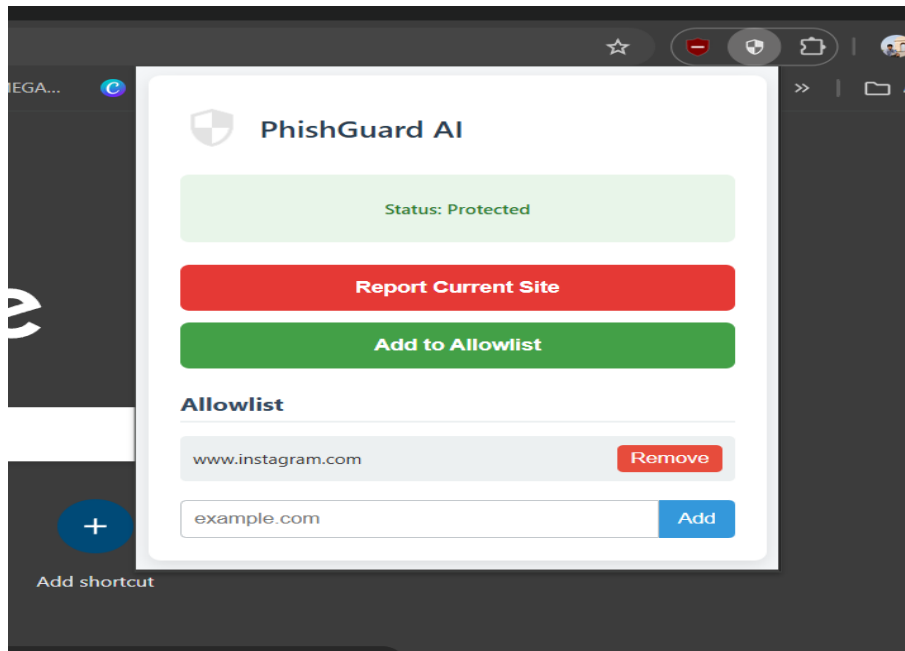 IEGA...
»
PhishGuard AI
Status: Protected
Report Current Site
Add to Allowlist
Allowlist
www.instagram.com
Remove
example.com
Add
Add shortcut